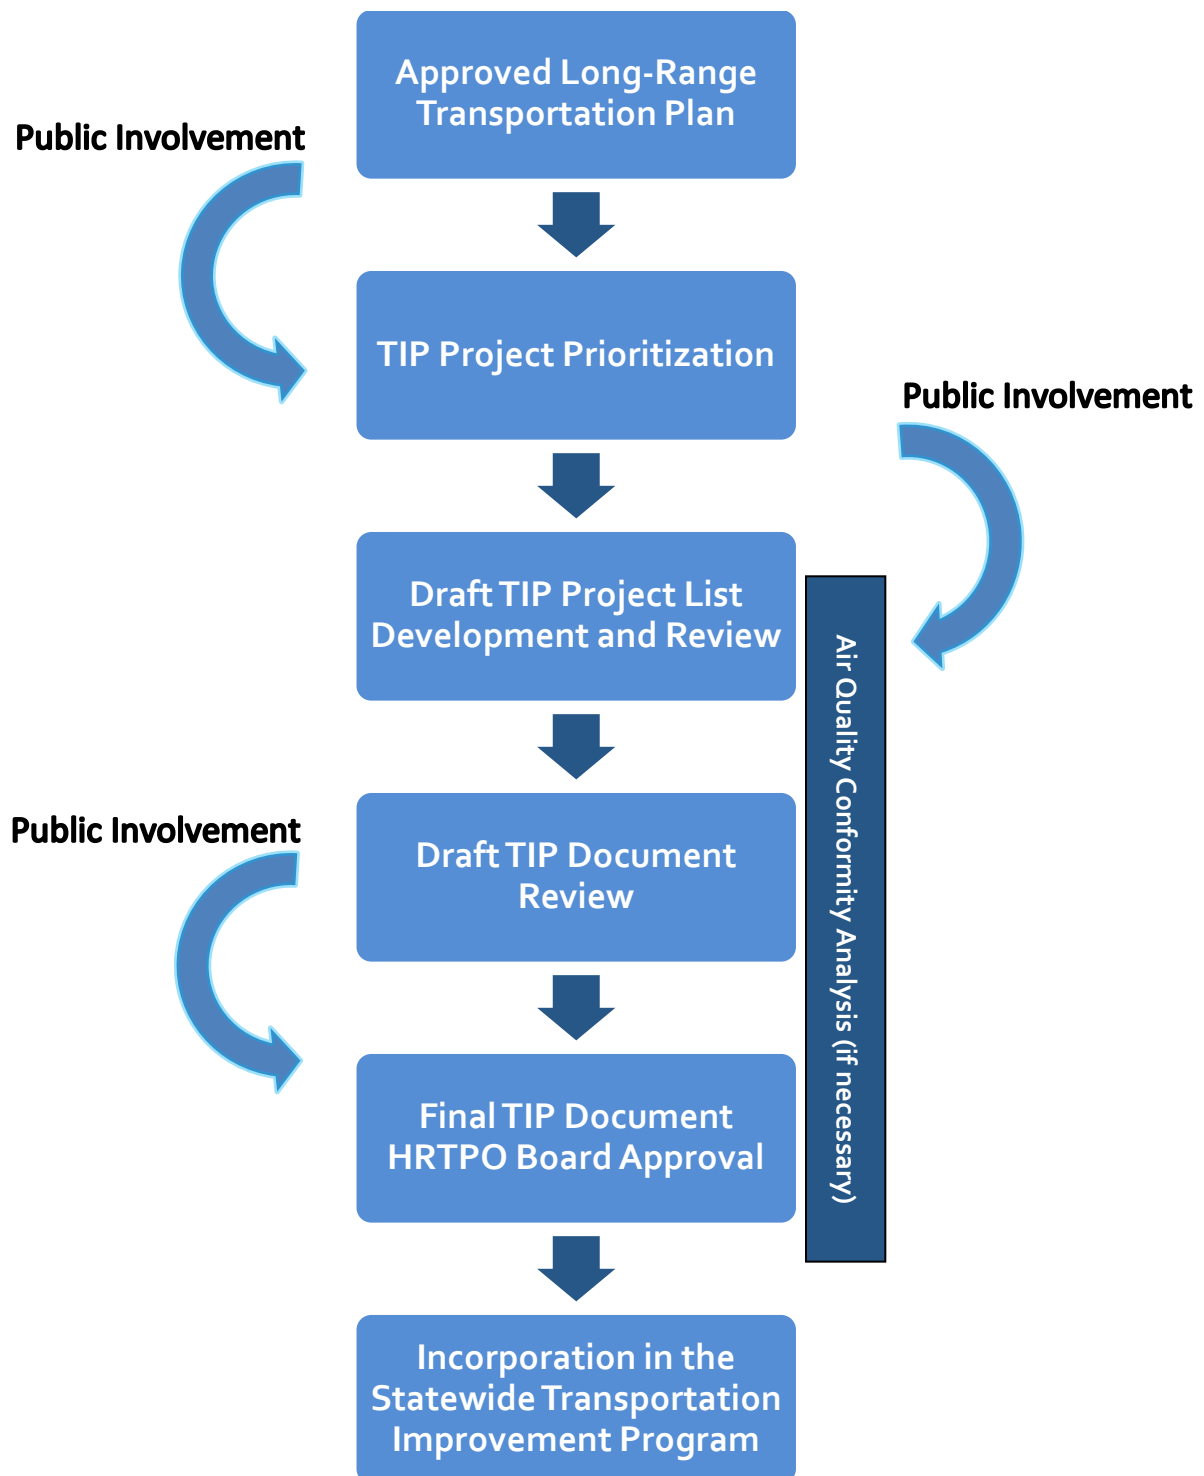 Approved Long-Range
Transportation Plan
Public Involvement
TIP Project Prioritization
Public Involvement
Draft TIP Project List
Development and Review
Air Quality Conformity Analysis (if necessary)
Draft TIP Document
Review
Public Involvement
Final TIP Document
HRTPO Board Approval
Incorporation in the
Statewide Transportation
Improvement Program